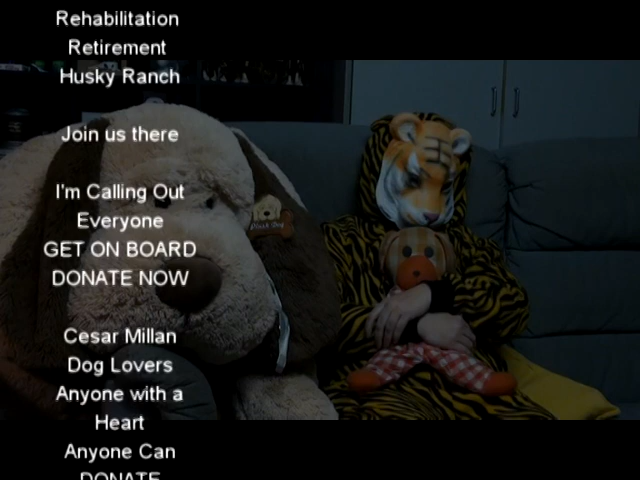 Rehabilitation
Retirement
Husky Ranch
Join us there
I'm Calling Out
Everyone
GET ON BOARD
DONATE NOW
Cesar Millan
Dog Lovers
Anyone with a
Heart
Anyone Can
DONATE